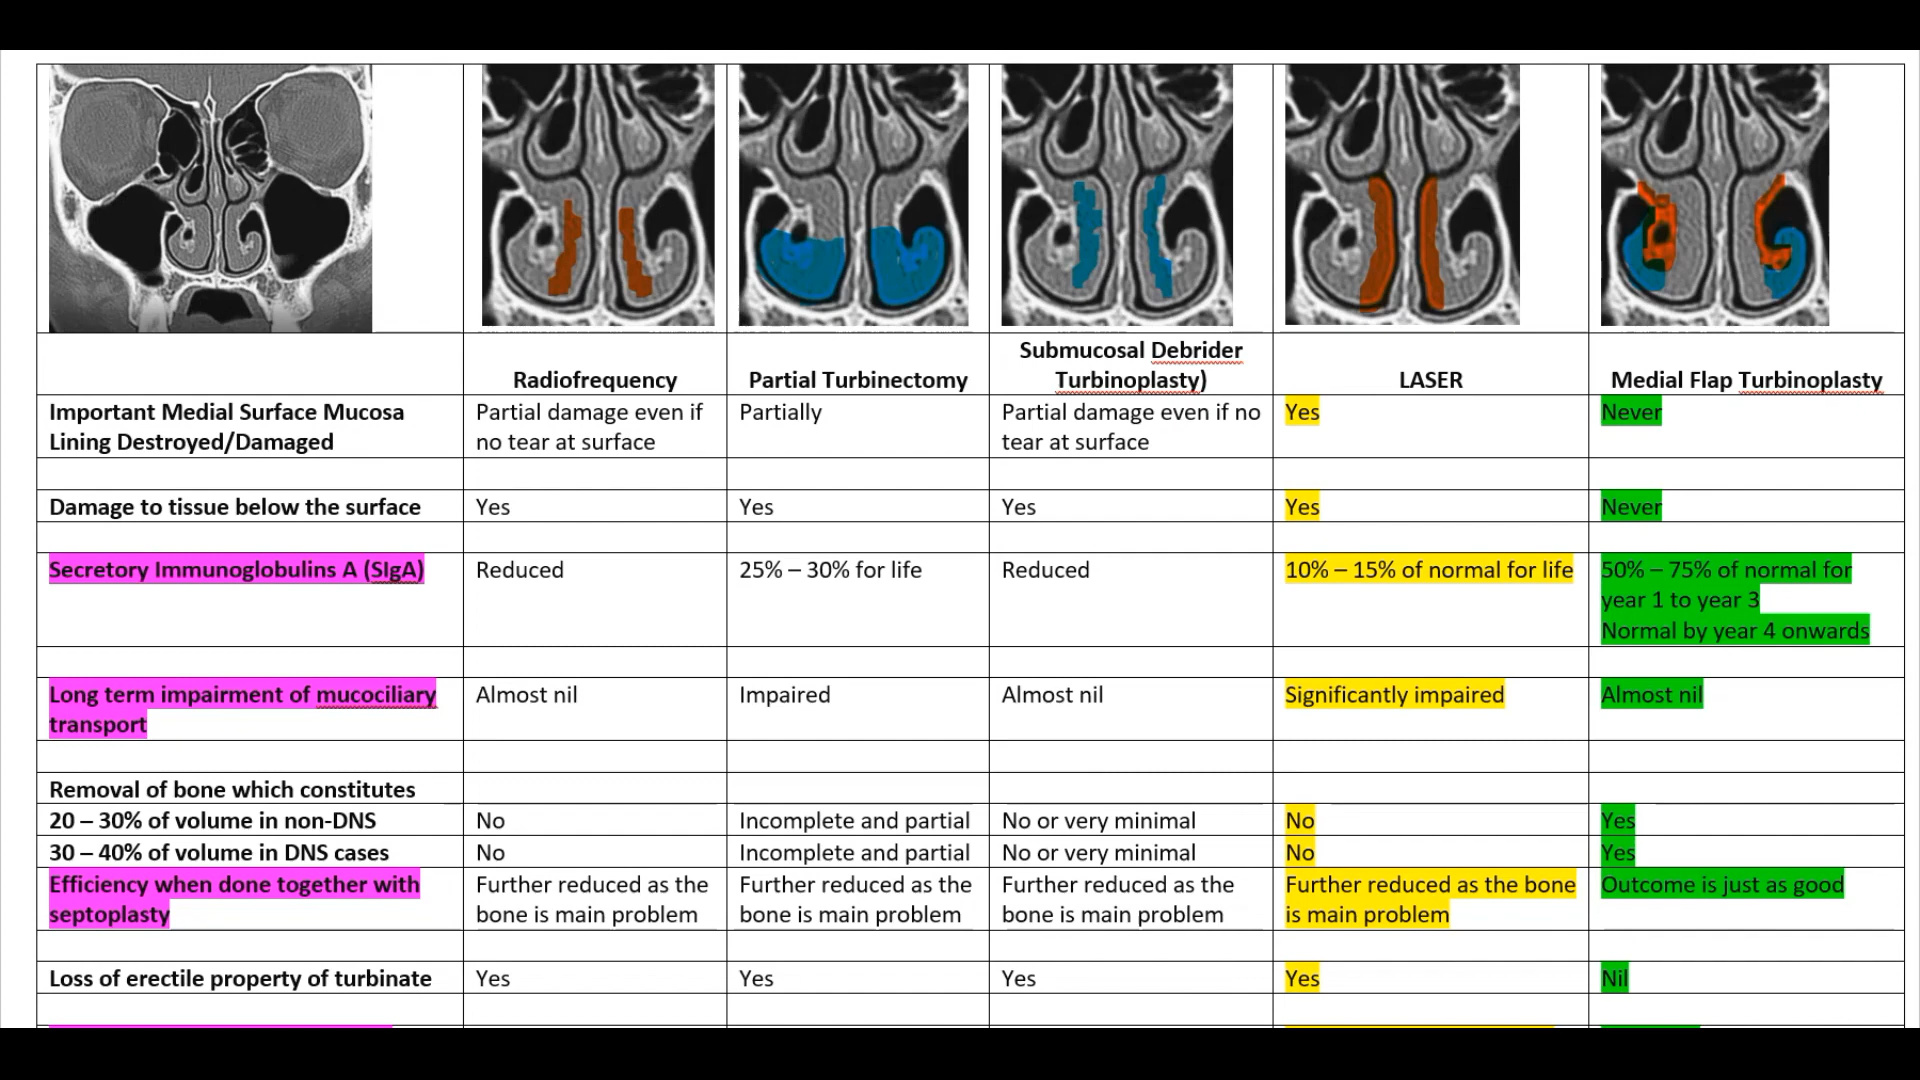 Radiofrequency
Partial Turbinectomy
Submucosal Debrider
Turbinoplasty)
LASER
Medial Flap Turbinoplasty
Important Medial Surface Mucosa
Lining Destroyed/Damaged
Partial damage even if
no tear at surface
Partially
Partial damage even if no
tear at surface
Yes
Never
Damage to tissue below the surface
Yes
Yes
Yes
Yes
Never
Secretory Immunoglobulins A (SIgA)
Reduced
25% – 30% for life
Reduced
10% – 15% of normal for life
50% – 75% of normal for
year 1 to year 3
Normal by year 4 onwards
Long term impairment of mucociliary
transport
Almost nil
Impaired
Almost nil
Significantly impaired
Almost nil
Removal of bone which constitutes
20 – 30% of volume in non-DNS
No
Incomplete and partial
No or very minimal
No
Yes
30 – 40% of volume in DNS cases
No
Incomplete and partial
No or very minimal
No
Yes
Efficiency when done together with
septoplasty
Further reduced as the
bone is main problem
Further reduced as the
bone is main problem
Further reduced as the
bone is main problem
Further reduced as the bone
is main problem
Outcome is just as good
Loss of erectile property of turbinate
Yes
Yes
Yes
Yes
Nil